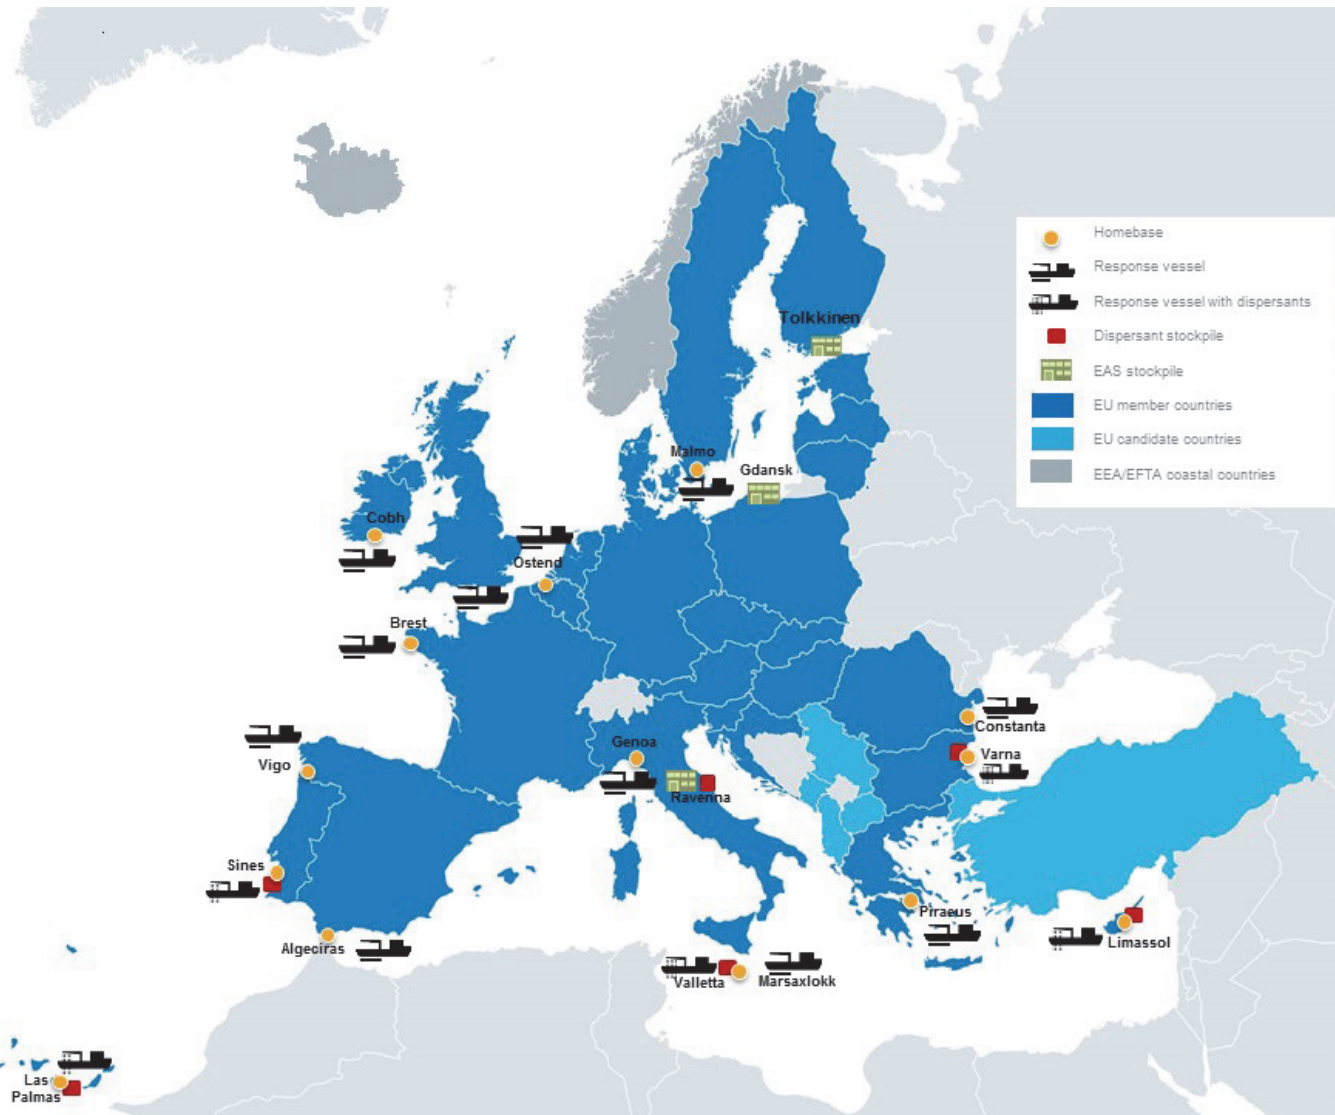 Homebase
Response vessel
Response vessel with dispersants
Dispersant stockpile
EAS stockpile
EU member countries
EU candidate countries
EEA/EFTA coastal countries
Tolkkinen
Malmo
Gdansk
Cobh
Ostend
Brest
Constanta
Genoa
Varna
Vigo
Ravenna
Sines
Piraeus
Algeciras
Limassol
Valletta
Marsaxlokk
Las
Palmas